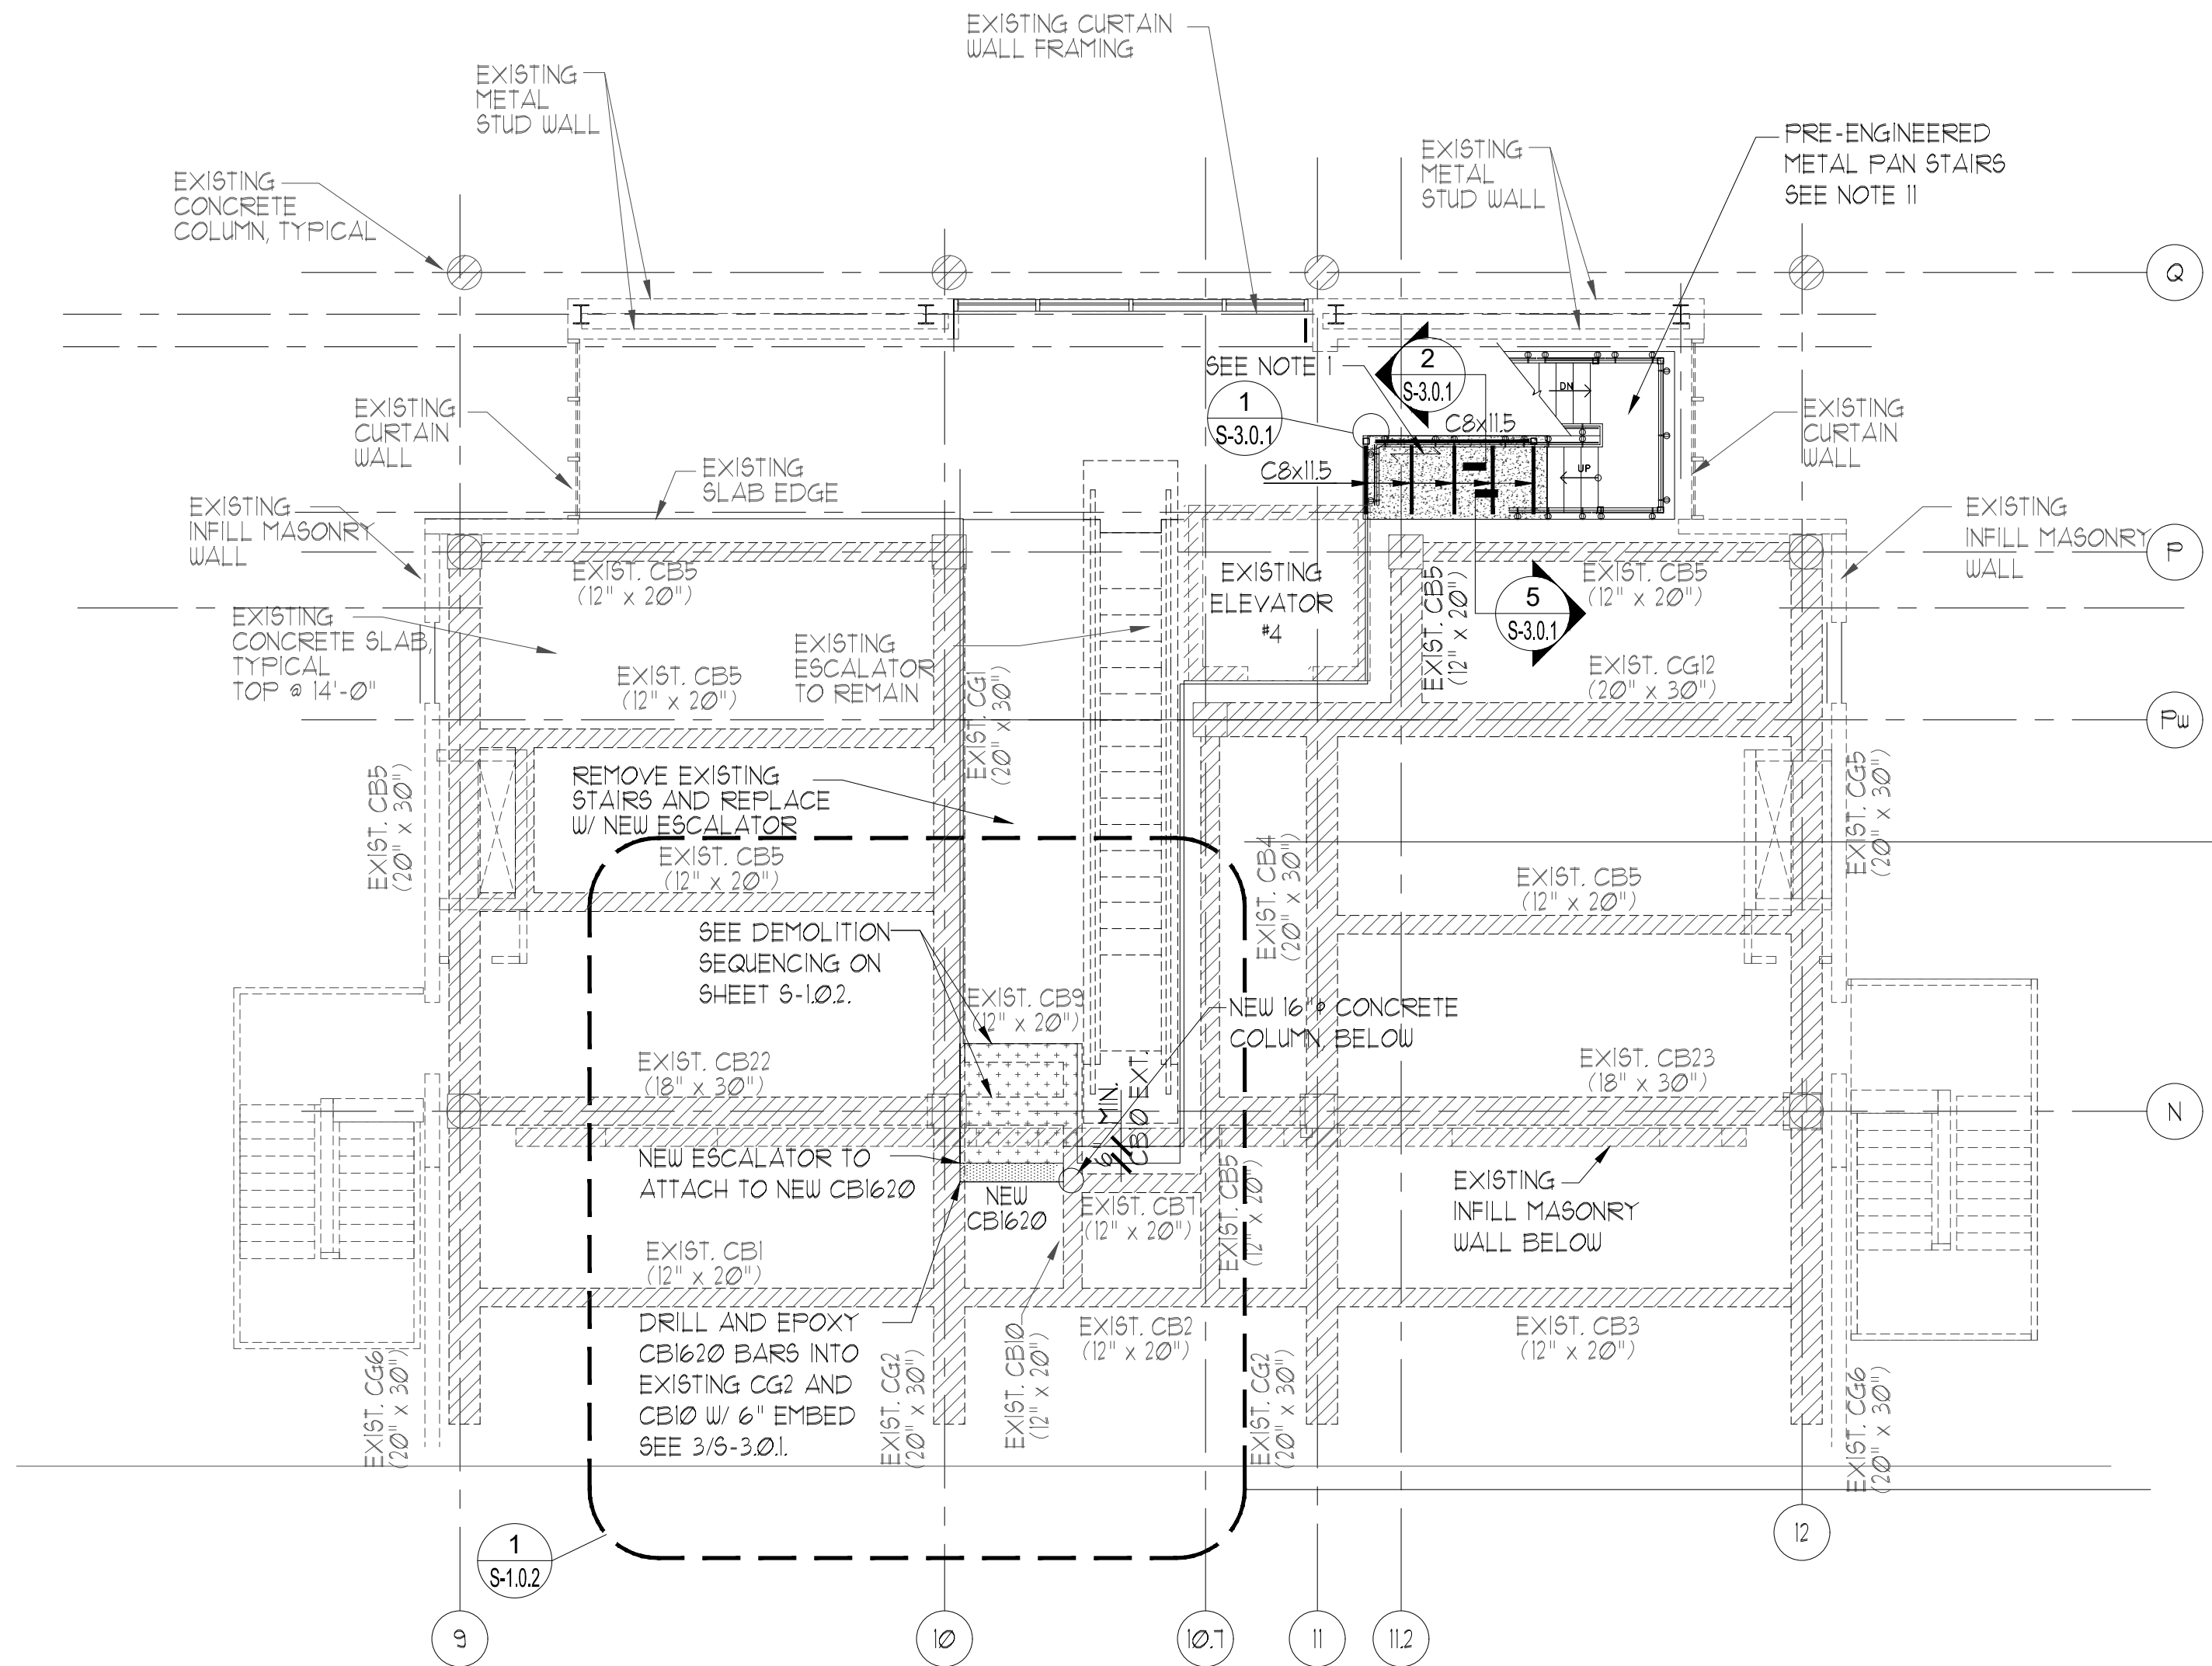 EXISTING CURTAIN
WALL FRAMING
EXISTING
METAL
STUD WALL
PRE-ENGINEERED
METAL PAN STAIRS
SEE NOTE 11
EXISTING
METAL
STUD WALL
EXISTING
CONCRETE
COLUMN, TYPICAL
Q
SEE NOTE 1
2
S-3.0.1
1
S-3.0.1
DN
C8x11.5
UP
C8x11.5
EXISTING
CURTAIN
WALL
EXISTING
CURTAIN
WALL
EXISTING
SLAB EDGE
EXISTING
INFILL MASONRY
WALL
EXISTING
INFILL MASONRY
WALL
P
EXIST. CB5
(12" x 20")
EXISTING
ELEVATOR
#4
EXIST. CB5
(12" x 20")
5
S-3.0.1
EXIST. CB5
(12" x 20")
EXISTING
CONCRETE SLAB,
TYPICAL
TOP @ 14'-0"
EXISTING
ESCALATOR
TO REMAIN
EXIST. CB5
(12" x 20")
EXIST. CG1
(20" x 30")
EXIST. CG12
(20" x 30")
PW
EXIST. CB5
(20" x 30")
REMOVE EXISTING
STAIRS AND REPLACE
W/ NEW ESCALATOR
EXIST. CG5
(20" x 30")
EXIST. CB5
(12" x 20")
EXIST. CB4
(20" x 30")
EXIST. CB5
(12" x 20")
SEE DEMOLITION
SEQUENCING ON
SHEET S-1.0.2.
EXIST. CB9
(12" x 20")
NEW 16"φ CONCRETE
COLUMN BELOW
EXIST. CB22
(18" x 30")
EXIST. CB23
(18" x 30")
6" MIN.
CB10 EXT.
N
NEW ESCALATOR TO
ATTACH TO NEW CB1620
NEW
CB1620
EXIST. CB7
(12" x 20")
EXIST. CB5
(12" x 20")
EXISTING
INFILL MASONRY
WALL BELOW
EXIST. CB1
(12" x 20")
DRILL AND EPOXY
CB1620 BARS INTO
EXISTING CG2 AND
CB10 W/ 6" EMBED
SEE 3/S-3.0.1.
EXIST. CG6
(20" x 30")
EXIST. CG2
(20" x 30")
EXIST. CB10
(12" x 20")
EXIST. CB2
(12" x 20")
EXIST. CG2
(20" x 30")
EXIST. CB3
(12" x 20")
EXIST. CG6
(20" x 30")
1
S-1.0.2
12
9
10
10.7
11
11.2